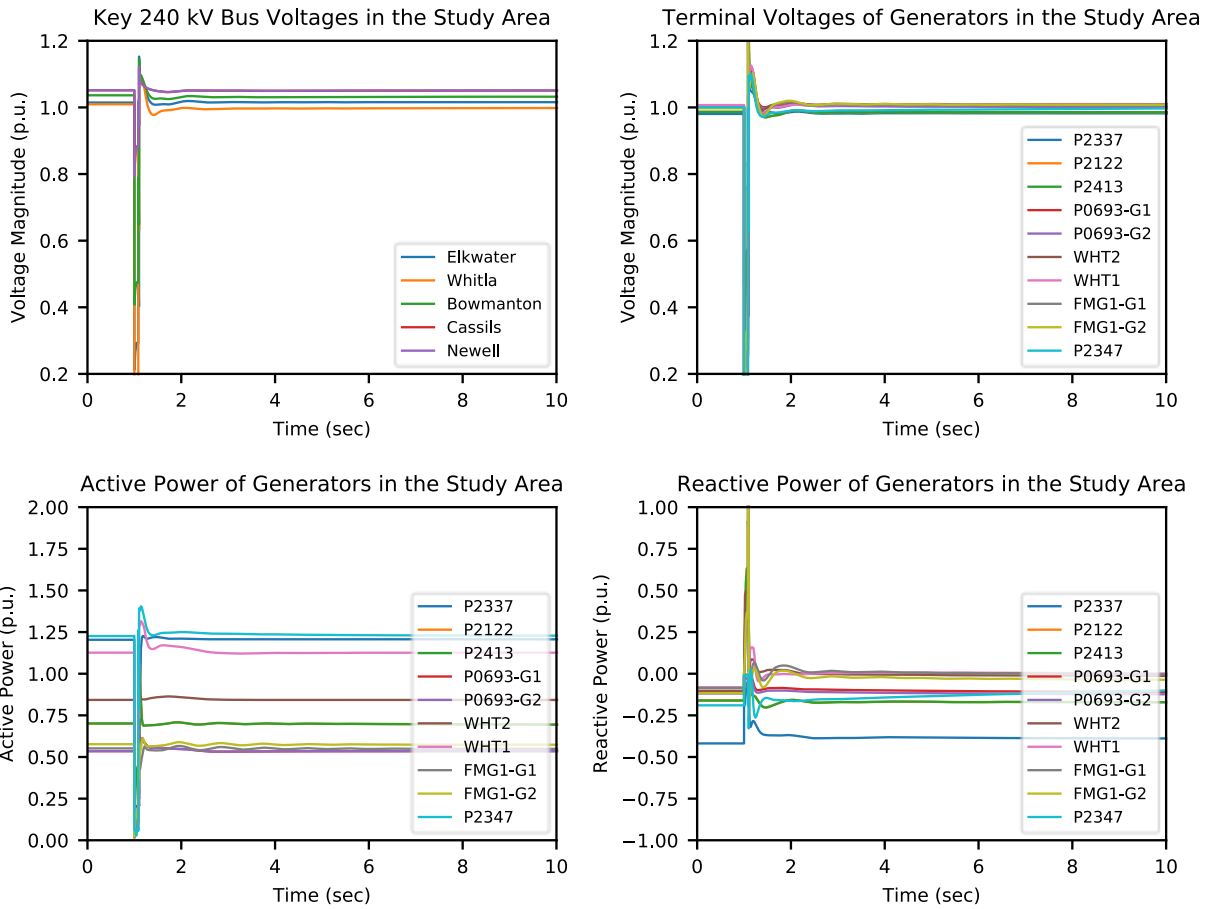 Key 240 kV Bus Voltages in the Study Area
Voltage Magnitude (p.u.)
1.2
1.0
0.8
0.6
0.4
0.2
Elkwater
Whitla
Bowmanton
Cassils
Newell
0 2 4 6 8 10
Time (sec)
Terminal Voltages of Generators in the Study Area
Voltage Magnitude (p.u.)
1.2
1.0
0.8
0.6
0.4
0.2
P2337
P2122
P2413
P0693-G1
P0693-G2
WHT2
WHT1
FMG1-G1
FMG1-G2
P2347
0 2 4 6 8 10
Time (sec)
Active Power of Generators in the Study Area
Active Power (p.u.)
2.00
1.75
1.50
1.25
1.00
0.75
0.50
0.25
0.00
P2337
P2122
P2413
P0693-G1
P0693-G2
WHT2
WHT1
FMG1-G1
FMG1-G2
P2347
0 2 4 6 8 10
Time (sec)
Reactive Power of Generators in the Study Area
Reactive Power (p.u.)
1.00
0.75
0.50
0.25
0.00
−0.25
−0.50
−0.75
−1.00
P2337
P2122
P2413
P0693-G1
P0693-G2
WHT2
WHT1
FMG1-G1
FMG1-G2
P2347
0 2 4 6 8 10
Time (sec)